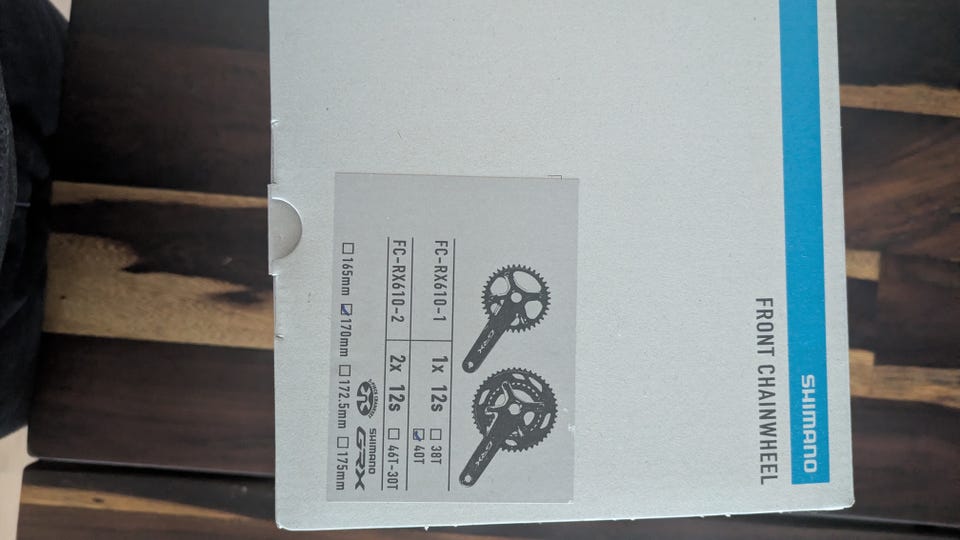 SHIMANO
FRONT CHAINWHEEL
FC-RX610-1 1x 12s ☐ 38T
☑ 40T
FC-RX610-2 2x 12s ☐ 46T-30T
SHIMANO
GRX
☐ 165mm ☑ 170mm ☐ 172.5mm ☐ 175mm